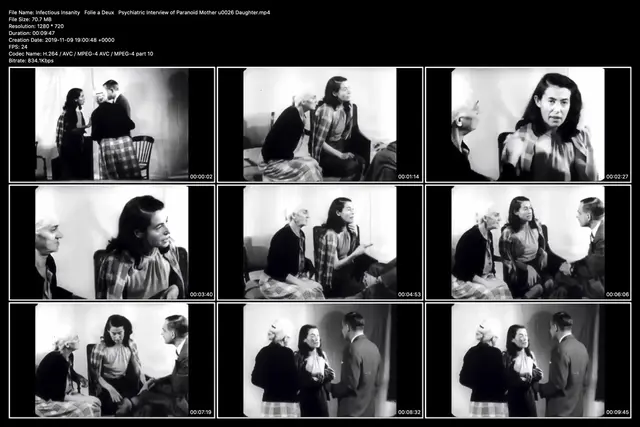 File Name: Infectious Insanity  Folie a Deux  Psychiatric Interview of Paranoid Mother u0026 Daughter.mp4
File Size: 70.7 MB
Resolution: 1280 * 720
Duration: 00:09:47
Creation Date: 2019-11-09 19:00:48 +0000
FPS: 24
Codec Name: H.264 / AVC / MPEG-4 AVC / MPEG-4 part 10
Bitrate: 834.1Kbps
00:00:02
00:01:14
00:02:27
00:03:40
00:04:53
00:06:06
00:07:19
00:08:32
00:09:45